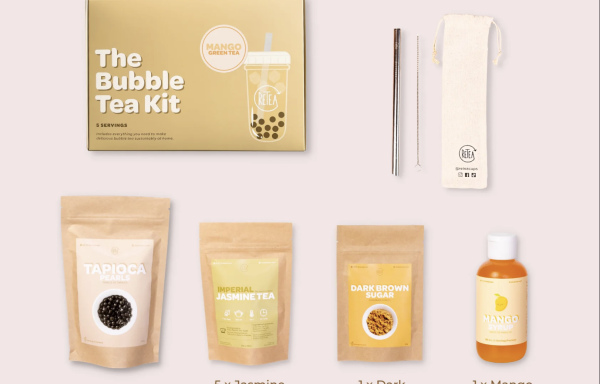 MANGO
GREEN TEA
The
Bubble
Tea Kit
5 SERVINGS
TAPIOCA
PEARLS
IMPERIAL
JASMINE TEA
DARK BROWN
SUGAR
MANGO
SYRUP
5 x Jasmine
1 x Dark
1 x Mango